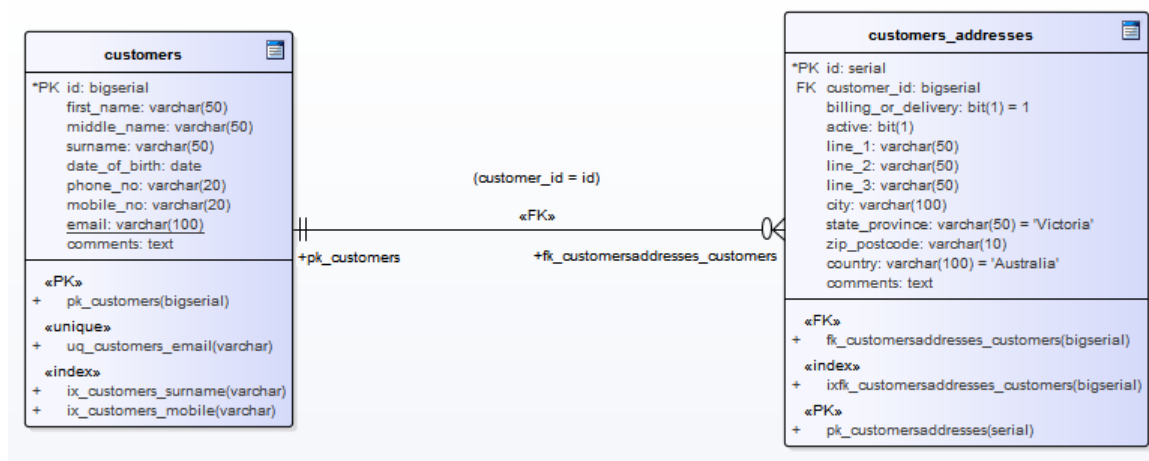 customers
*PK id: bigserial
first_name: varchar(50)
middle_name: varchar(50)
surname: varchar(50)
date_of_birth: date
phone_no: varchar(20)
mobile_no: varchar(20)
email: varchar(100)
comments: text
«PK»
+ pk_customers(bigserial)
«unique»
+ uq_customers_email(varchar)
«index»
+ ix_customers_surname(varchar)
+ ix_customers_mobile(varchar)
(customer_id = id)
«FK»
+pk_customers
+fk_customersaddresses_customers
customers_addresses
*PK id: serial
FK customer_id: bigserial
billing_or_delivery: bit(1) = 1
active: bit(1)
line_1: varchar(50)
line_2: varchar(50)
line_3: varchar(50)
city: varchar(100)
state_province: varchar(50) = 'Victoria'
zip_postcode: varchar(10)
country: varchar(100) = 'Australia'
comments: text
«FK»
+ fk_customersaddresses_customers(bigserial)
«index»
+ ixfk_customersaddresses_customers(bigserial)
«PK»
+ pk_customersaddresses(serial)